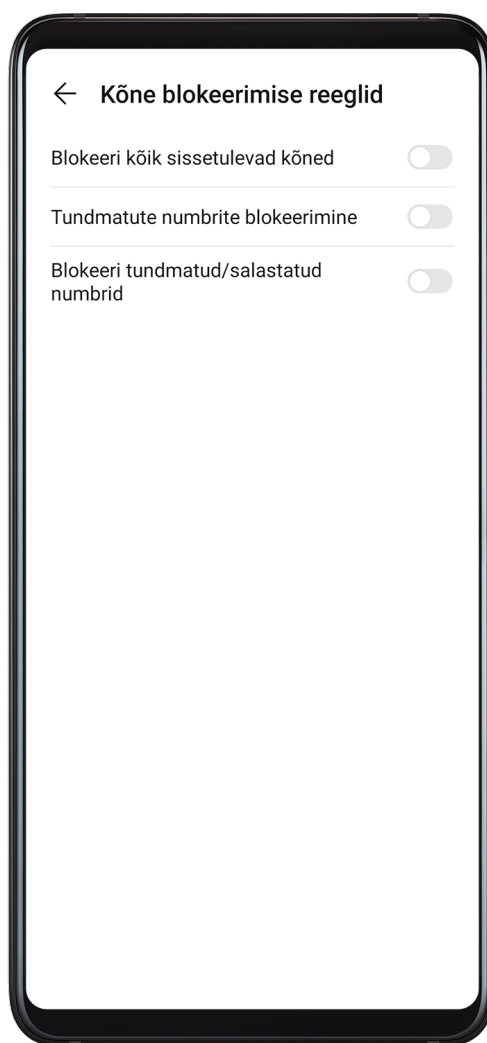 Kõne blokeerimise reeglid
Blokeeri kõik sissetulevad kõned
Tundmatute numbrite blokeerimine
Blokeeri tundmatud/salastatud
numbrid